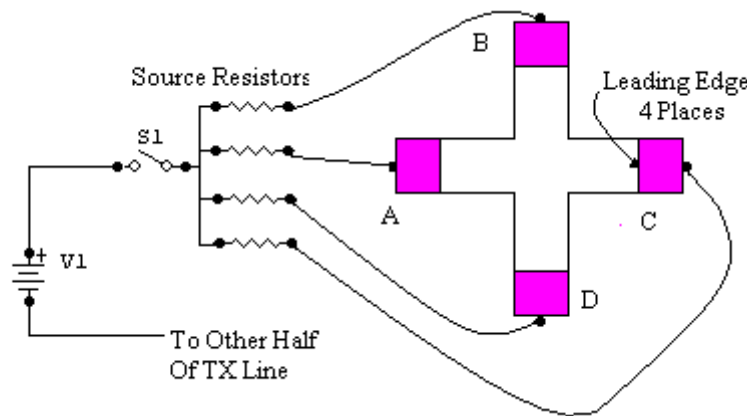 B
Source Resistors
Leading Edge
4 Places
S1
A
C
+
V1
D
To Other Half
Of TX Line